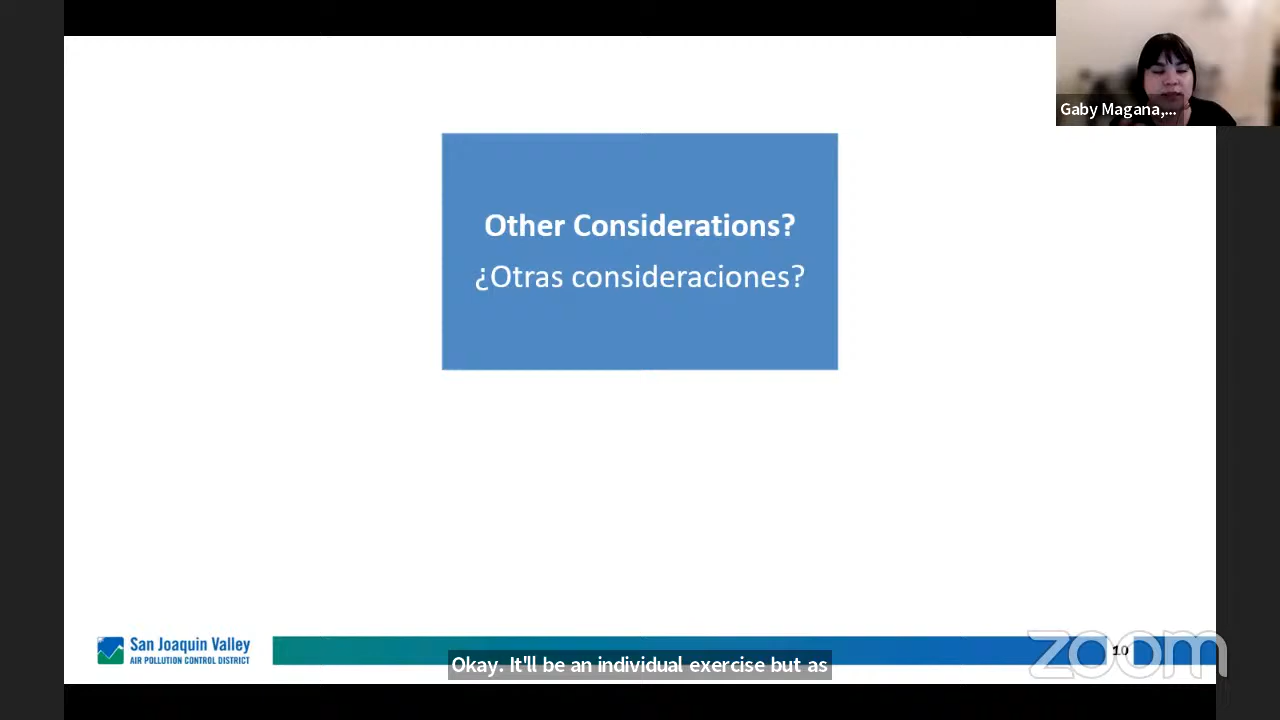 Gaby Magana,...
Other Considerations?
¿Otras consideraciones?
San Joaquin Valley
AIR POLLUTION CONTROL DISTRICT
Okay. It'll be an individual exercise but as
10
zoom